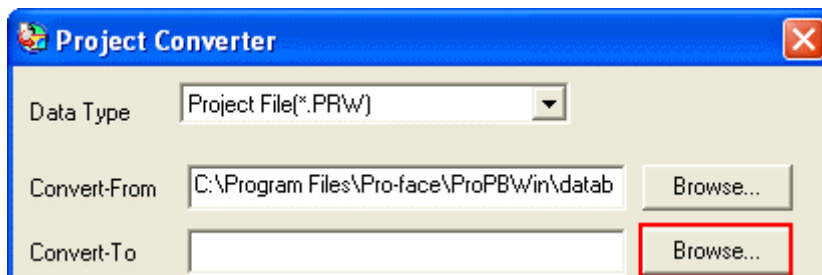 Project Converter
Data Type Project File(*.PRW)
Convert-From C:\Program Files\Pro-face\ProPBWin\datab Browse...
Convert-To Browse...